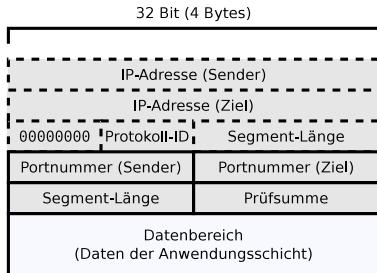 32 Bit (4 Bytes)
IP-Adresse (Sender)
IP-Adresse (Ziel)
00000000 Protokoll-ID Segment-Länge
Portnummer (Sender) Portnummer (Ziel)
Segment-Länge Prüfsumme
Datenbereich
(Daten der Anwendungsschicht)